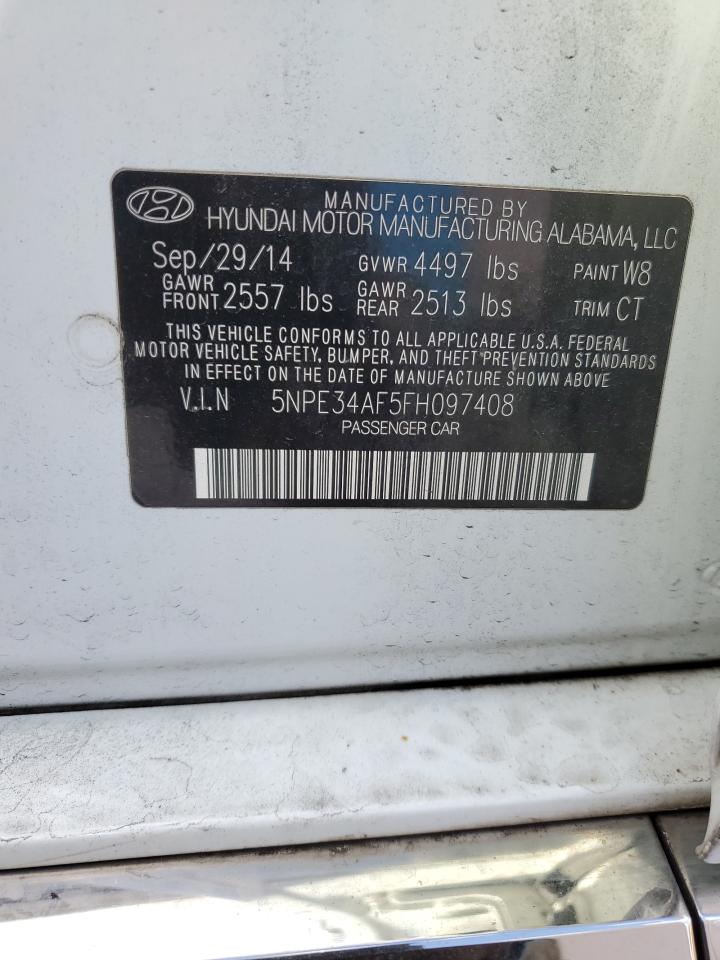 MANUFACTURED BY
HYUNDAI MOTOR MANUFACTURING ALABAMA, LLC
Sep/29/14 GVWR 4497 lbs PAINT W8
GAWR FRONT 2557 lbs GAWR REAR 2513 lbs TRIM CT
THIS VEHICLE CONFORMS TO ALL APPLICABLE U.S.A. FEDERAL
MOTOR VEHICLE SAFETY, BUMPER, AND THEFT PREVENTION STANDARDS
IN EFFECT ON THE DATE OF MANUFACTURE SHOWN ABOVE
V.I.N 5NPE34AF5FH097408
PASSENGER CAR